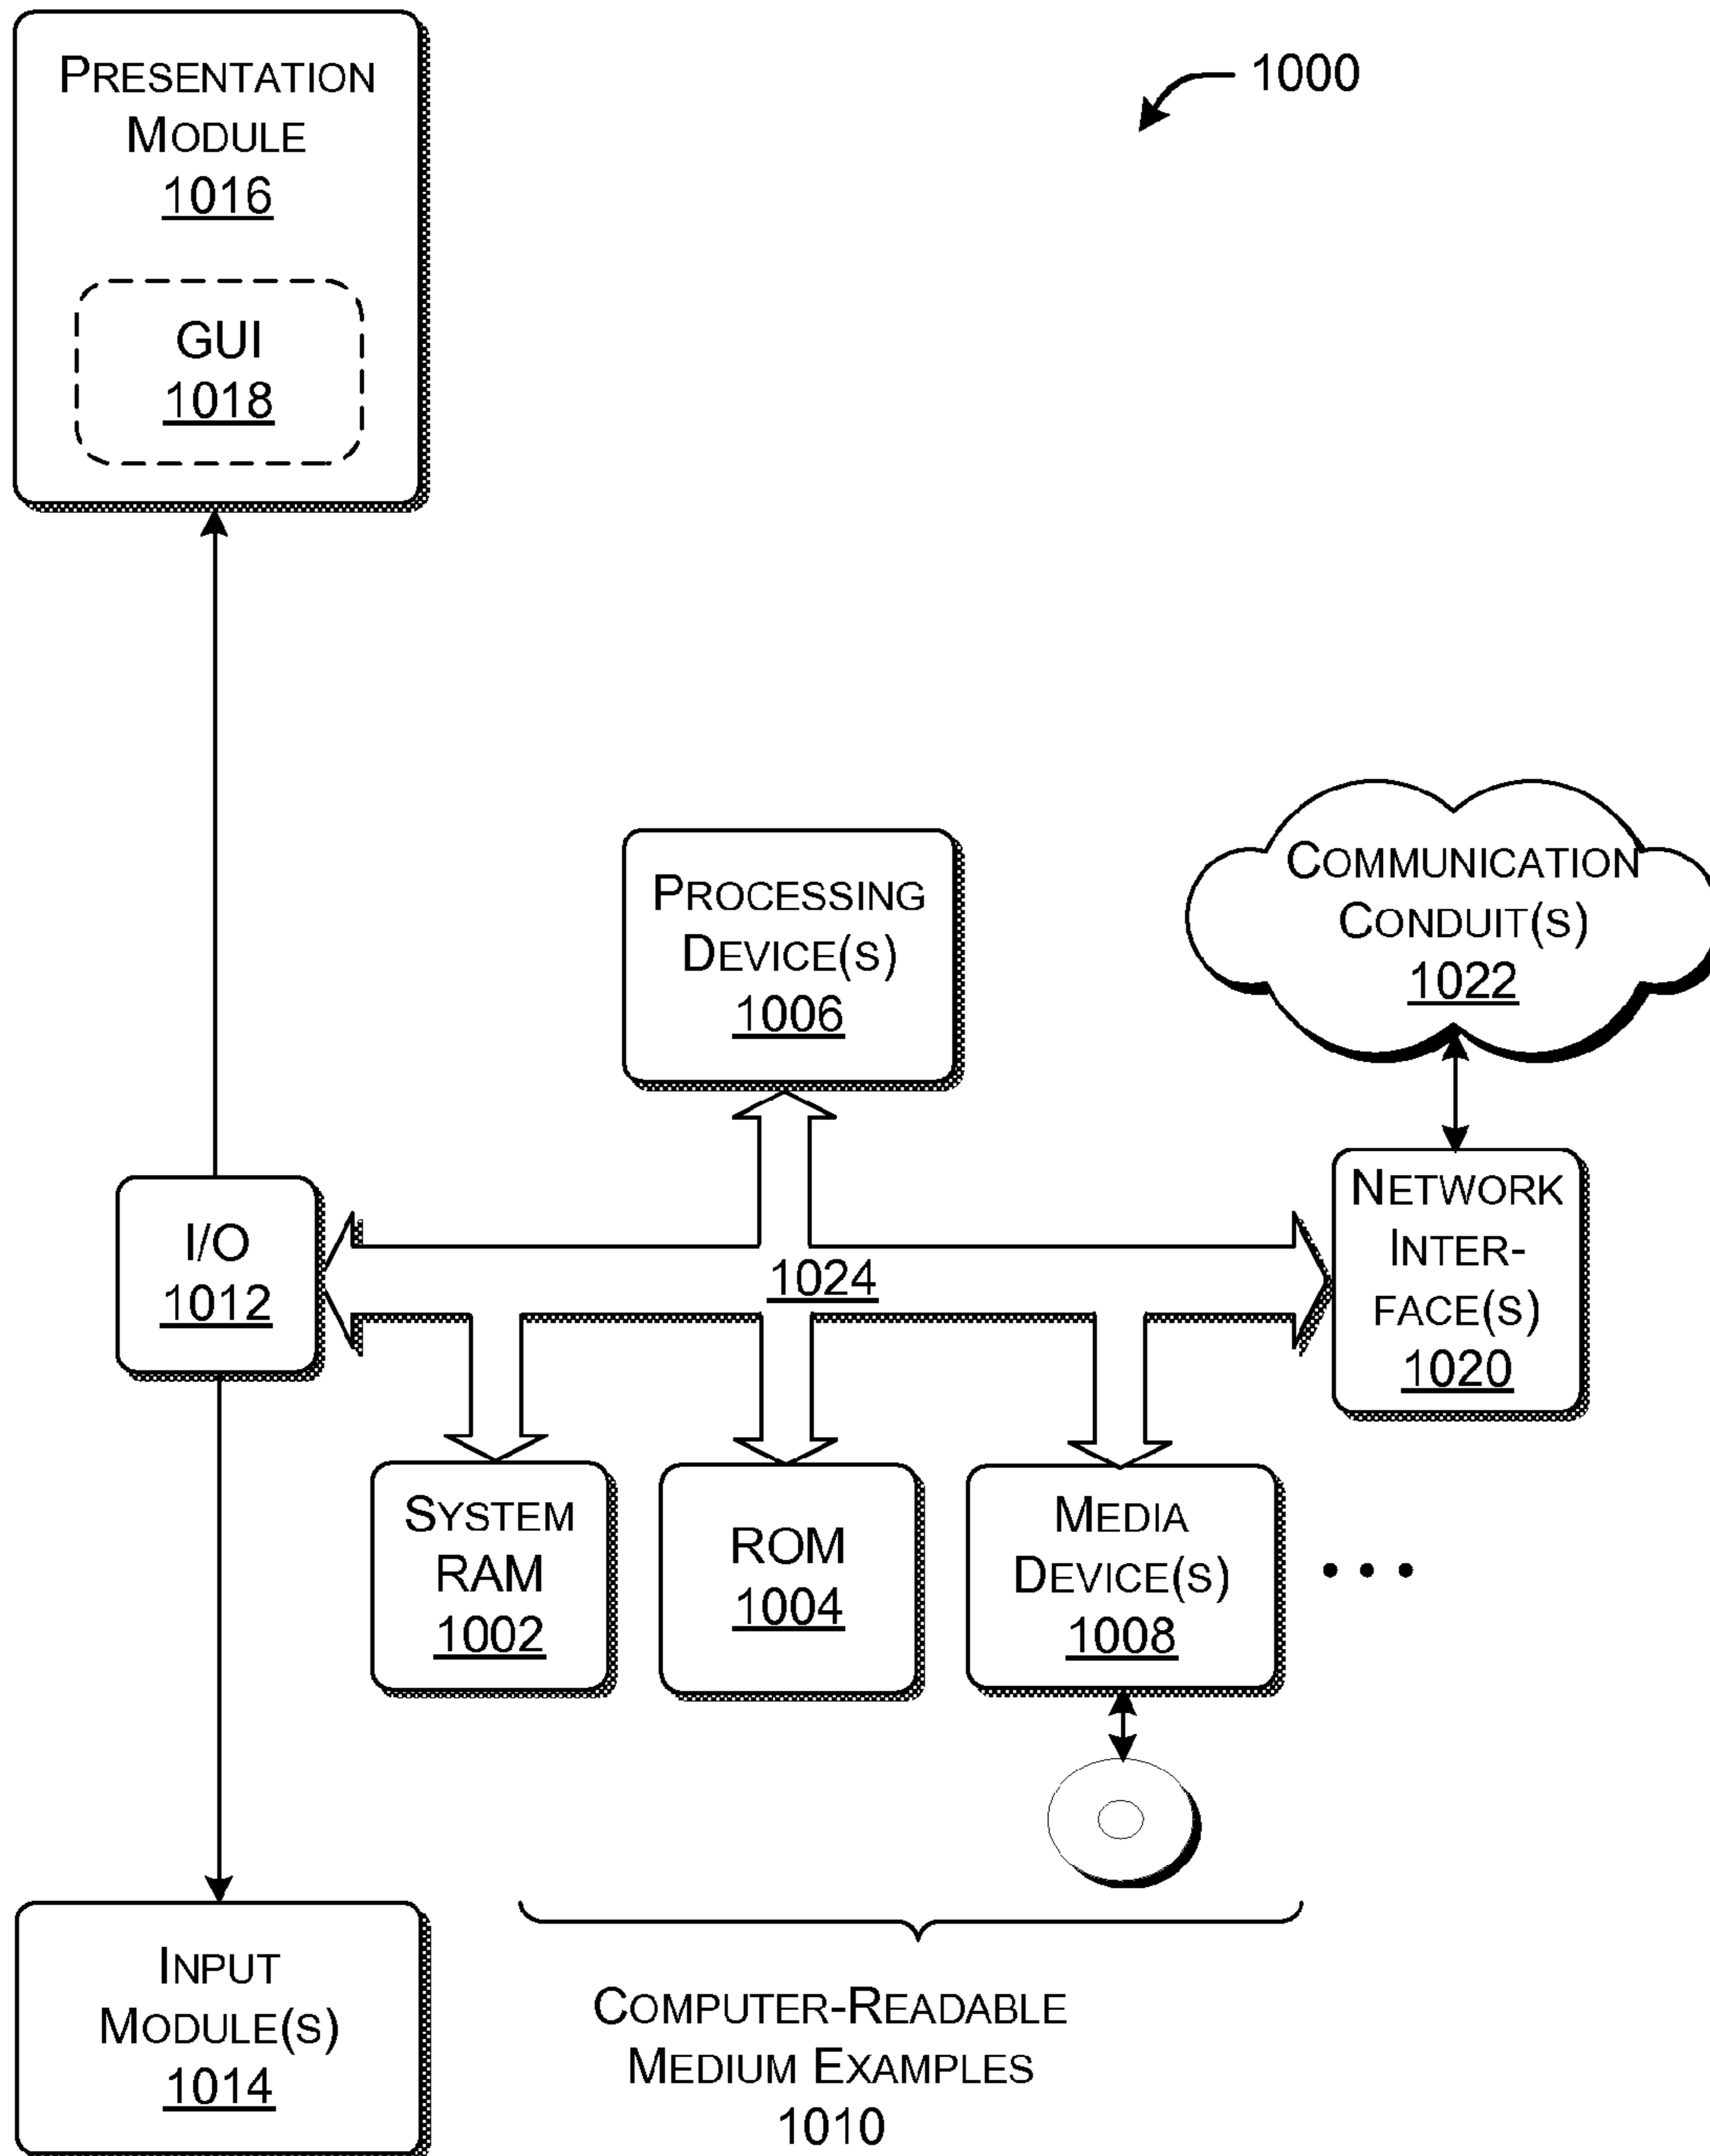 PRESENTATION
MODULE
1016
GUI
1018
1000
PROCESSING
DEVICE(S)
1006
COMMUNICATION
CONDUIT(S)
1022
I/O
1012
1024
NETWORK
INTER-
FACE(S)
1020
SYSTEM
RAM
1002
ROM
1004
MEDIA
DEVICE(S)
1008
• • •
INPUT
MODULE(S)
1014
COMPUTER-READABLE
MEDIUM EXAMPLES
1010